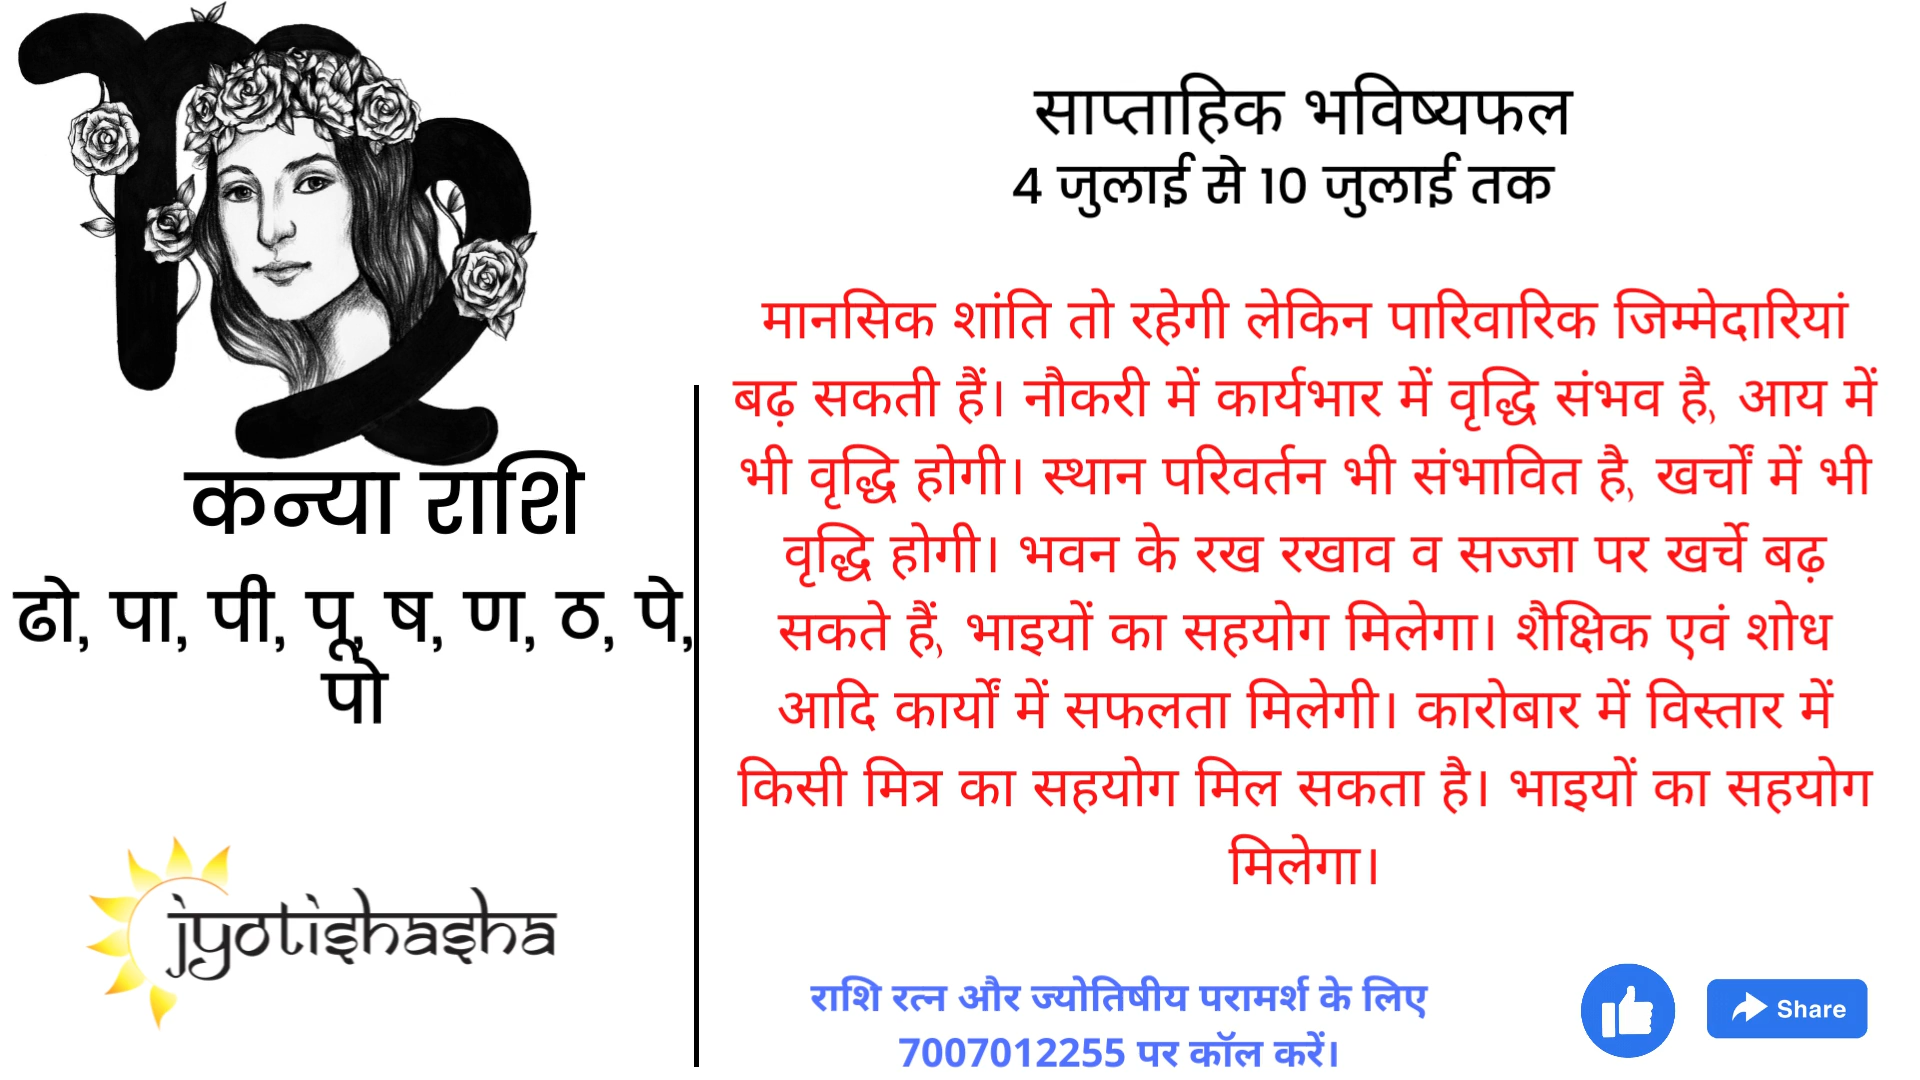 कन्या राशि
ढो, पा, पी, पू, ष, ण, ठ, पे,
पो
jyotishasha
साप्ताहिक भविष्यफल
4 जुलाई से 10 जुलाई तक
मानसिक शांति तो रहेगी लेकिन पारिवारिक जिम्मेदारियां
बढ़ सकती हैं। नौकरी में कार्यभार में वृद्धि संभव है, आय में
भी वृद्धि होगी। स्थान परिवर्तन भी संभावित है, खर्चों में भी
वृद्धि होगी। भवन के रख रखाव व सज्जा पर खर्चे बढ़
सकते हैं, भाइयों का सहयोग मिलेगा। शैक्षिक एवं शोध
आदि कार्यों में सफलता मिलेगी। कारोबार में विस्तार में
किसी मित्र का सहयोग मिल सकता है। भाइयों का सहयोग
मिलेगा।
राशि रत्न और ज्योतिषीय परामर्श के लिए
7007012255 पर कॉल करें।
Share